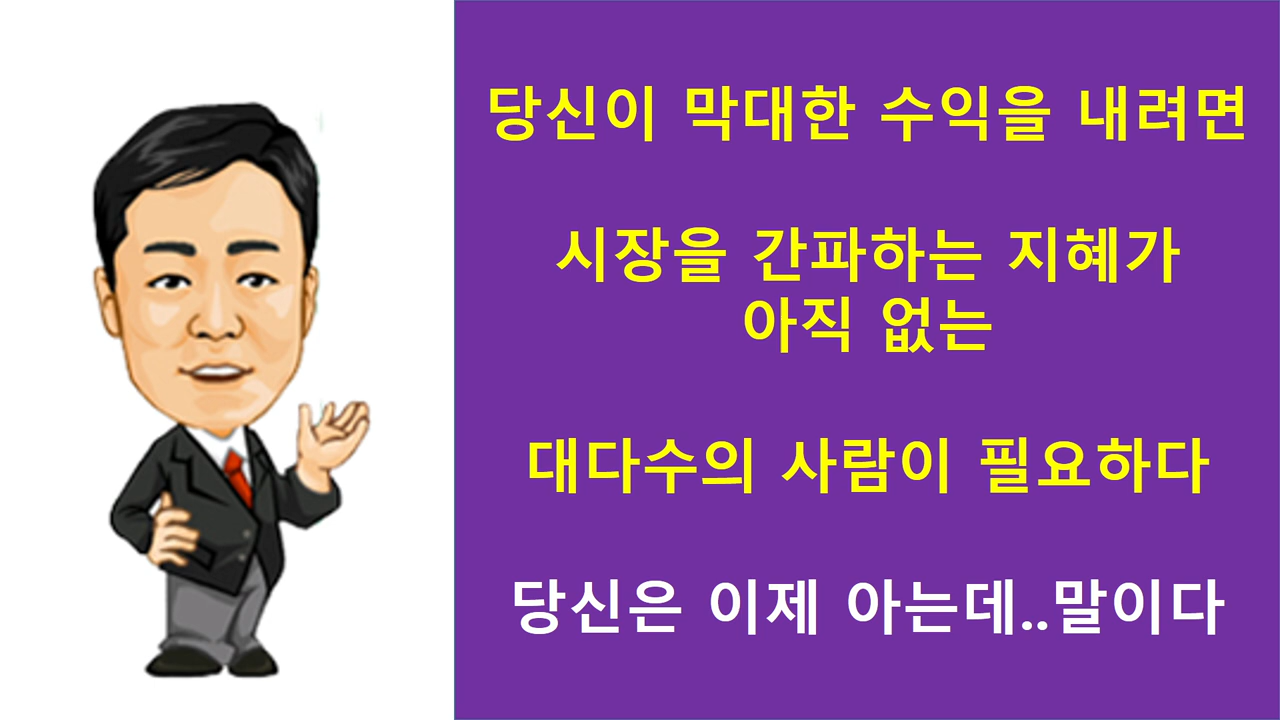 당신이 막대한 수익을 내려면
시장을 간파하는 지혜가
아직 없는
대다수의 사람이 필요하다
당신은 이제 아는데..말이다